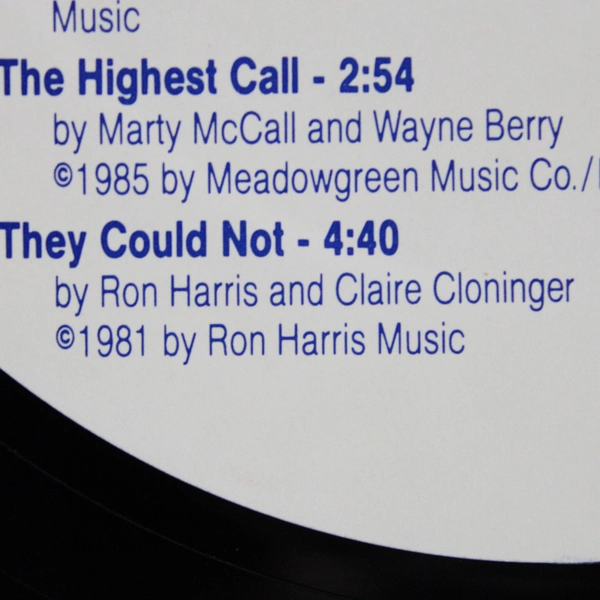 Music
The Highest Call - 2:54
by Marty McCall and Wayne Berry
©1985 by Meadowgreen Music Co./
They Could Not - 4:40
by Ron Harris and Claire Cloninger
©1981 by Ron Harris Music